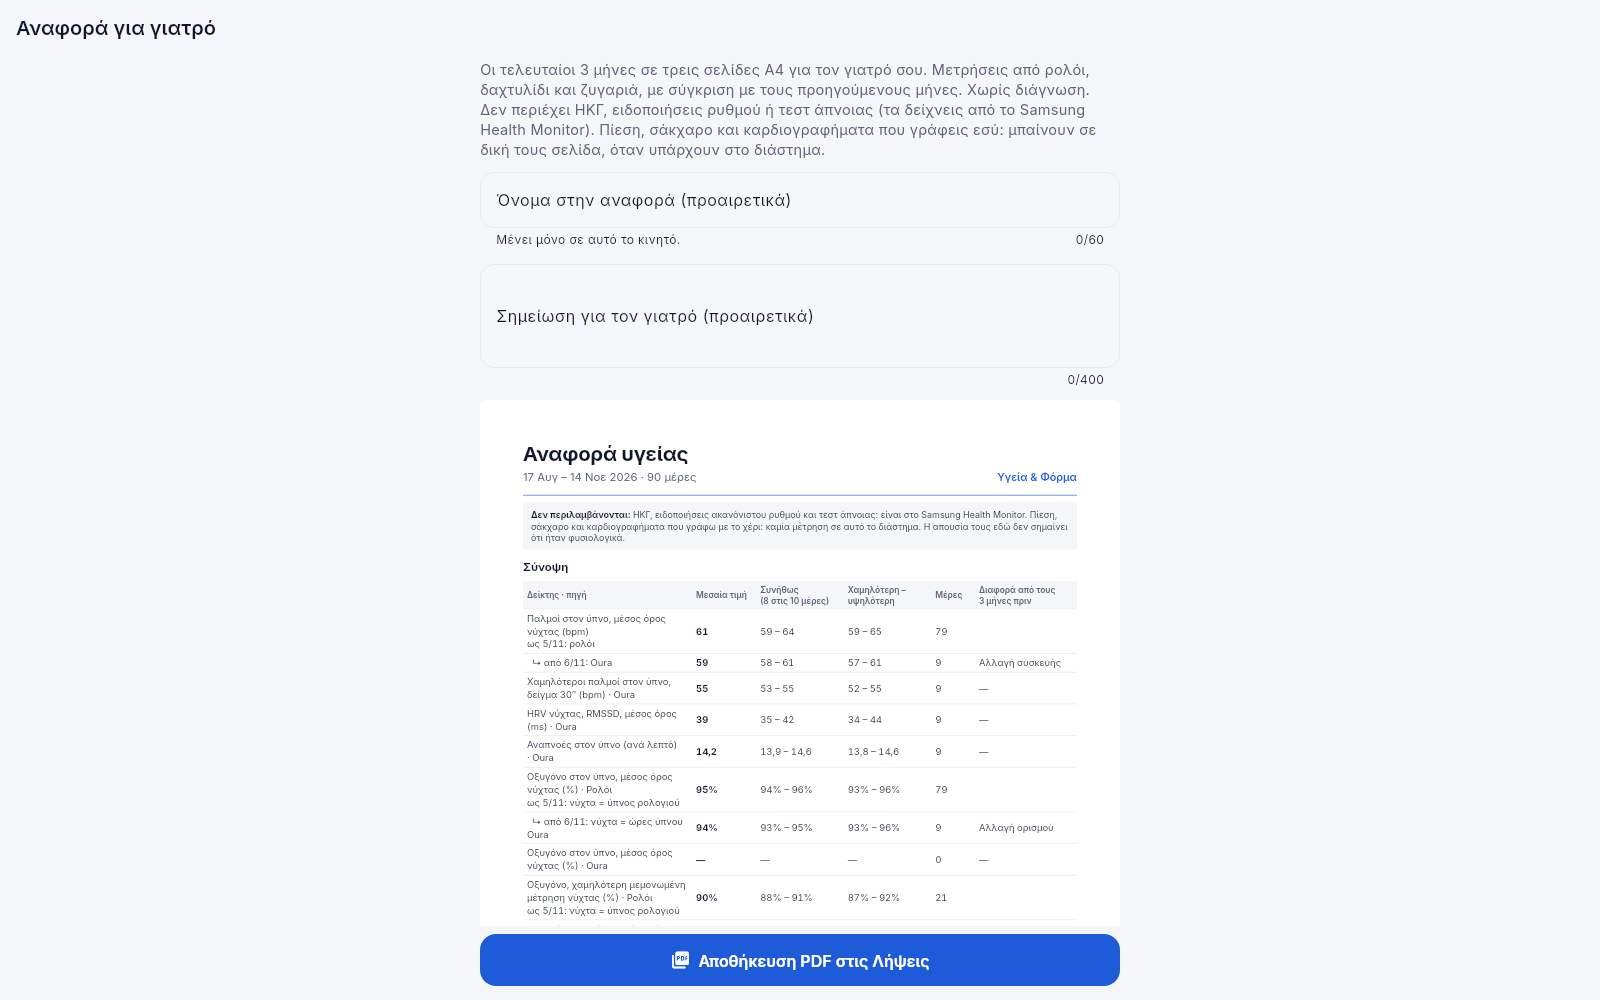 Αναφορά για γιατρό
Οι τελευταίοι 3 μήνες σε τρεις σελίδες Α4 για τον γιατρό σου. Μετρήσεις από ρολόι,
δαχτυλίδι και ζυγαριά, με σύγκριση με τους προηγούμενους μήνες. Χωρίς διάγνωση.
Δεν περιέχει ΗΚΓ, ειδοποιήσεις ρυθμού ή τεστ άπνοιας (τα δείχνεις από το Samsung
Health Monitor). Πίεση, σάκχαρο και καρδιογραφήματα που γράφεις εσύ: μπαίνουν σε
δική τους σελίδα, όταν υπάρχουν στο διάστημα.
Όνομα στην αναφορά (προαιρετικά)
Μένει μόνο σε αυτό το κινητό. 0/60
Σημείωση για τον γιατρό (προαιρετικά)
0/400
Αναφορά υγείας
17 Αυγ – 14 Νοε 2026 · 90 μέρες Υγεία & Φόρμα
Δεν περιλαμβάνονται: ΗΚΓ, ειδοποιήσεις ακανόνιστου ρυθμού και τεστ άπνοιας: είναι στο Samsung Health Monitor. Πίεση,
σάκχαρο και καρδιογραφήματα που γράφω με το χέρι: καμία μέτρηση σε αυτό το διάστημα. Η απουσία τους εδώ δεν σημαίνει
ότι ήταν φυσιολογικά.
Σύνοψη
Δείκτης · πηγή Μεσαία τιμή Συνήθως (8 στις 10 μέρες) Χαμηλότερη – υψηλότερη Μέρες Διαφορά από τους 3 μήνες πριν
Παλμοί στον ύπνο, μέσος όρος
νύχτας (bpm) 61 59 – 64 59 – 65 79
ως 5/11: ρολόι
↳ από 6/11: Oura 59 58 – 61 57 – 61 9 Αλλαγή συσκευής
Χαμηλότεροι παλμοί στον ύπνο,
δείγμα 30″ (bpm) · Oura 55 53 – 55 52 – 55 9 —
HRV νύχτας, RMSSD, μέσος όρος
(ms) · Oura 39 35 – 42 34 – 44 9 —
Αναπνοές στον ύπνο (ανά λεπτό)
· Oura 14,2 13,9 – 14,6 13,8 – 14,6 9 —
Οξυγόνο στον ύπνο, μέσος όρος
νύχτας (%) · Ρολόι 95% 94% – 96% 93% – 96% 79
ως 5/11: νύχτα = ύπνος ρολογιού
↳ από 6/11: νύχτα = ώρες ύπνου
Oura 94% 93% – 95% 93% – 96% 9 Αλλαγή ορισμού
Οξυγόνο στον ύπνο, μέσος όρος
νύχτας (%) · Oura — — — 0 —
Οξυγόνο, χαμηλότερη μεμονωμένη
μέτρηση νύχτας (%) · Ρολόι 90% 88% – 91% 87% – 92% 21
ως 5/11: νύχτα = ύπνος ρολογιού
Αποθήκευση PDF στις Λήψεις